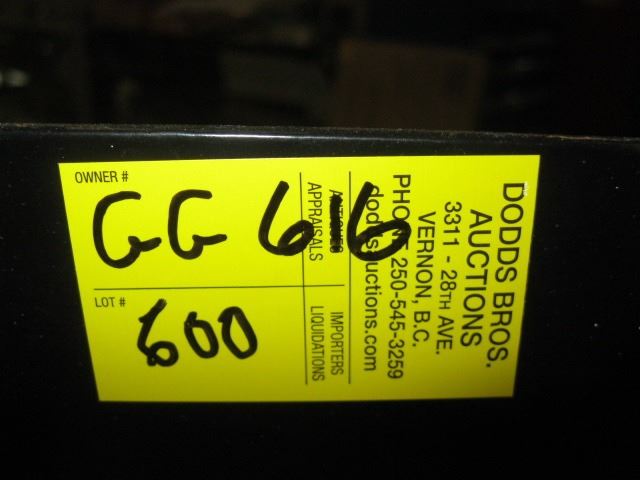 OWNER #
GG 66
LOT #
600
DODDS BROS.
AUCTIONS
3311 - 28TH AVE.
VERNON, B.C.
PHONE 250-545-3259
doddsauctions.com
ANTIQUES
APPRAISALS
IMPORTERS
LIQUIDATIONS